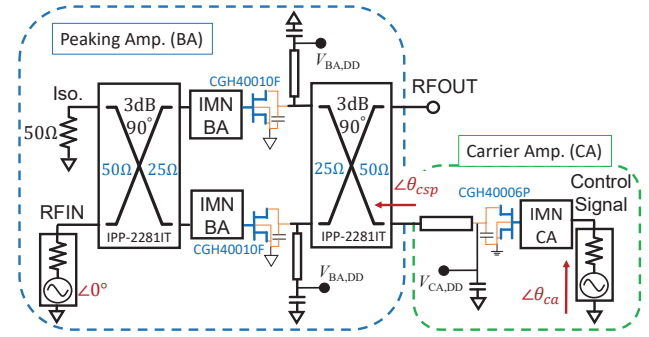 Peaking Amp. (BA)
V_BA,DD
CGH40010F
RFOUT
Iso.
3dB
90°
IMN
BA
3dB
90°
50Ω
50Ω 25Ω
25Ω 50Ω
Carrier Amp. (CA)
∠θ_csp
CGH40006P
Control
Signal
RFIN
IMN
BA
IMN
CA
IPP-2281IT
CGH40010F
IPP-2281IT
∠0°
V_BA,DD
V_CA,DD
∠θ_ca